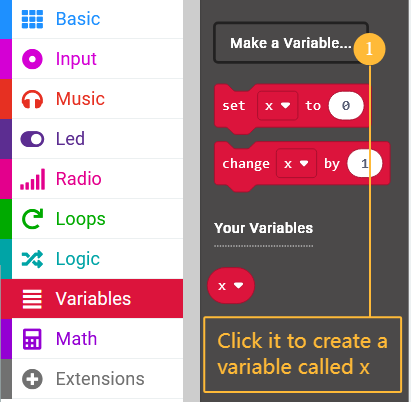 Basic
Input
Music
Led
Radio
Loops
Logic
Variables
Math
Extensions
Make a Variable...
1
set x to 0
change x by 1
Your Variables
x
Click it to create a
variable called x